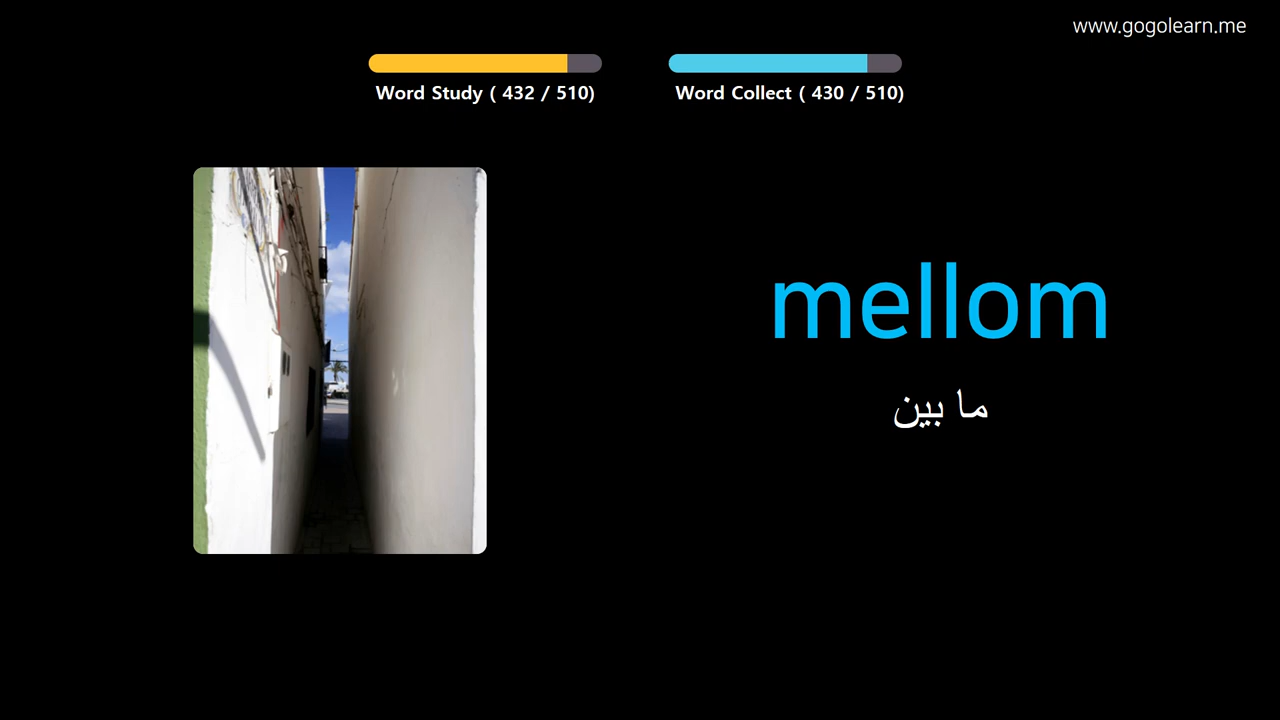 www.gogolearn.me
Word Study ( 432 / 510)
Word Collect ( 430 / 510)
mellom
ما بين